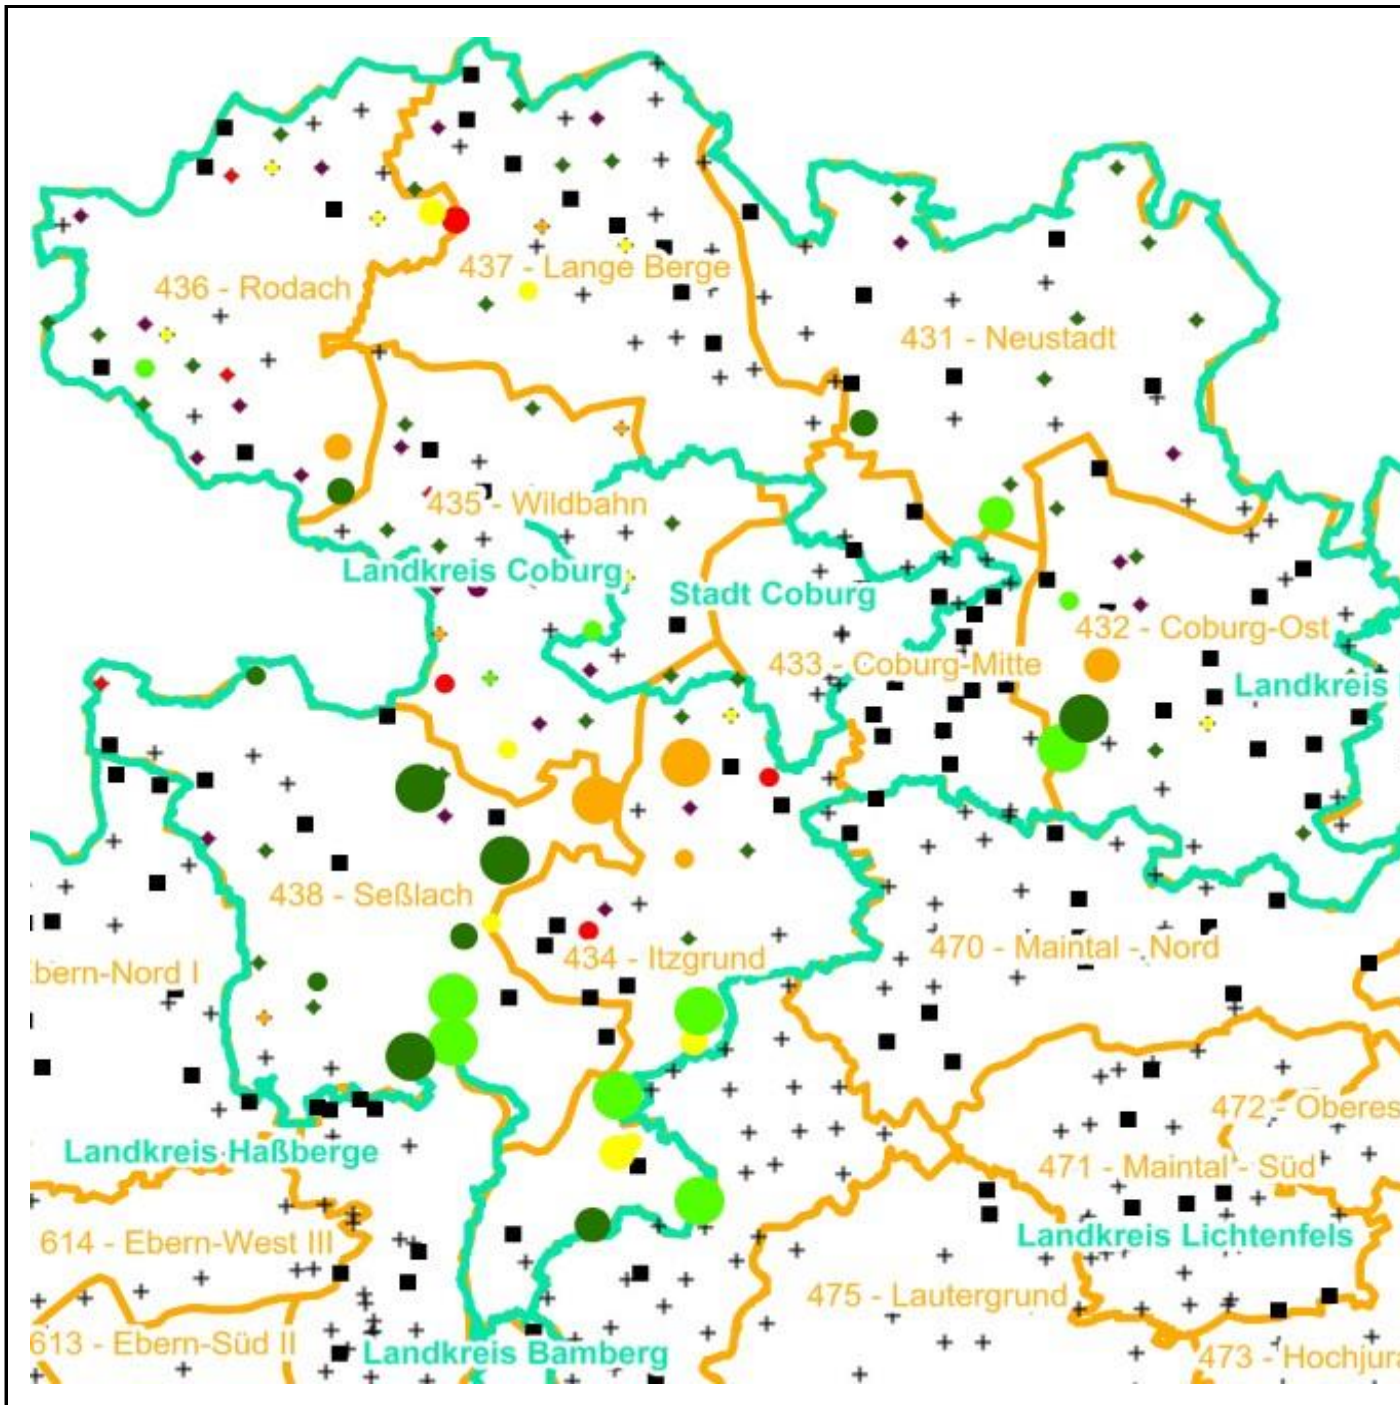 437 - Lange Berge
436 - Rodach
431 - Neustadt
435 - Wildbahn
Landkreis Coburg
Stadt Coburg
432 - Coburg-Ost
433 - Coburg-Mitte
Landkreis
438 - Seßlach
434 - Itzgrund
470 - Maintal - Nord
bern-Nord I
472 - Oberes
Landkreis Haßberge
471 - Maintal - Süd
614 - Ebern-West III
Landkreis Lichtenfels
475 - Lautergrund
613 - Ebern-Süd II
Landkreis Bamberg
473 - Hochjura